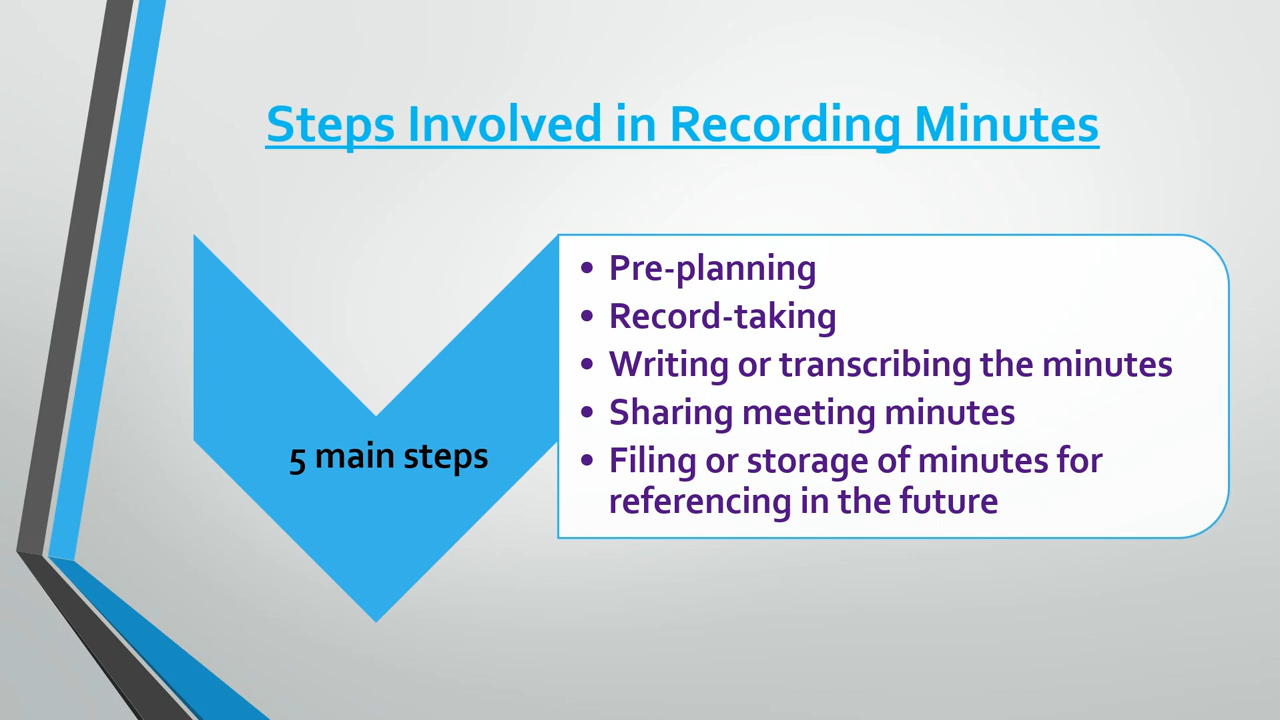 Steps Involved in Recording Minutes
5 main steps
• Pre-planning
• Record-taking
• Writing or transcribing the minutes
• Sharing meeting minutes
• Filing or storage of minutes for
referencing in the future